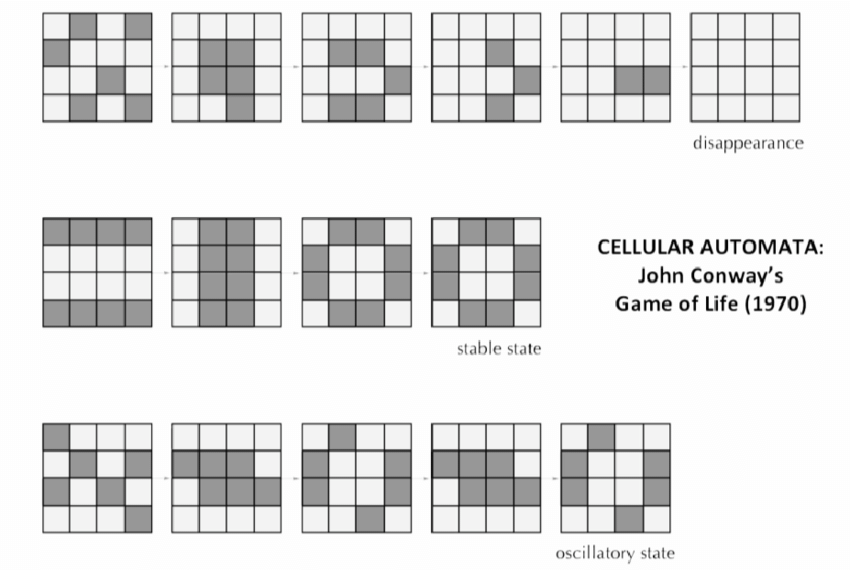 disappearance
CELLULAR AUTOMATA:
John Conway's
Game of Life (1970)
stable state
oscillatory state